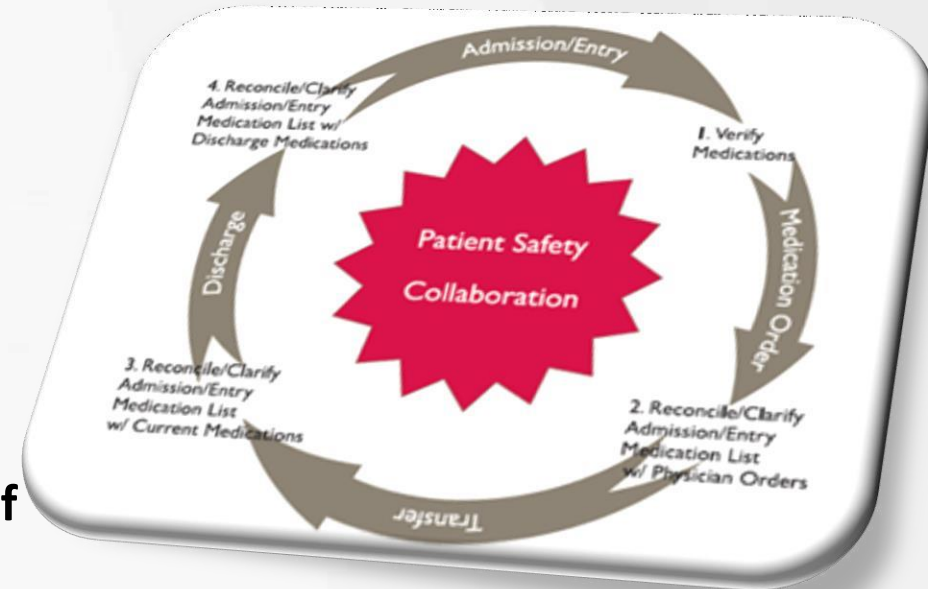 Admission/Entry
1. Verify
Medications
Medication Order
2. Reconcile/Clarify
Admission/Entry
Medication List
w/ Physician Orders
Transfer
3. Reconcile/Clarify
Admission/Entry
Medication List
w/ Current Medications
Discharge
4. Reconcile/Clarify
Admission/Entry
Medication List w/
Discharge Medications
Patient Safety
Collaboration
f